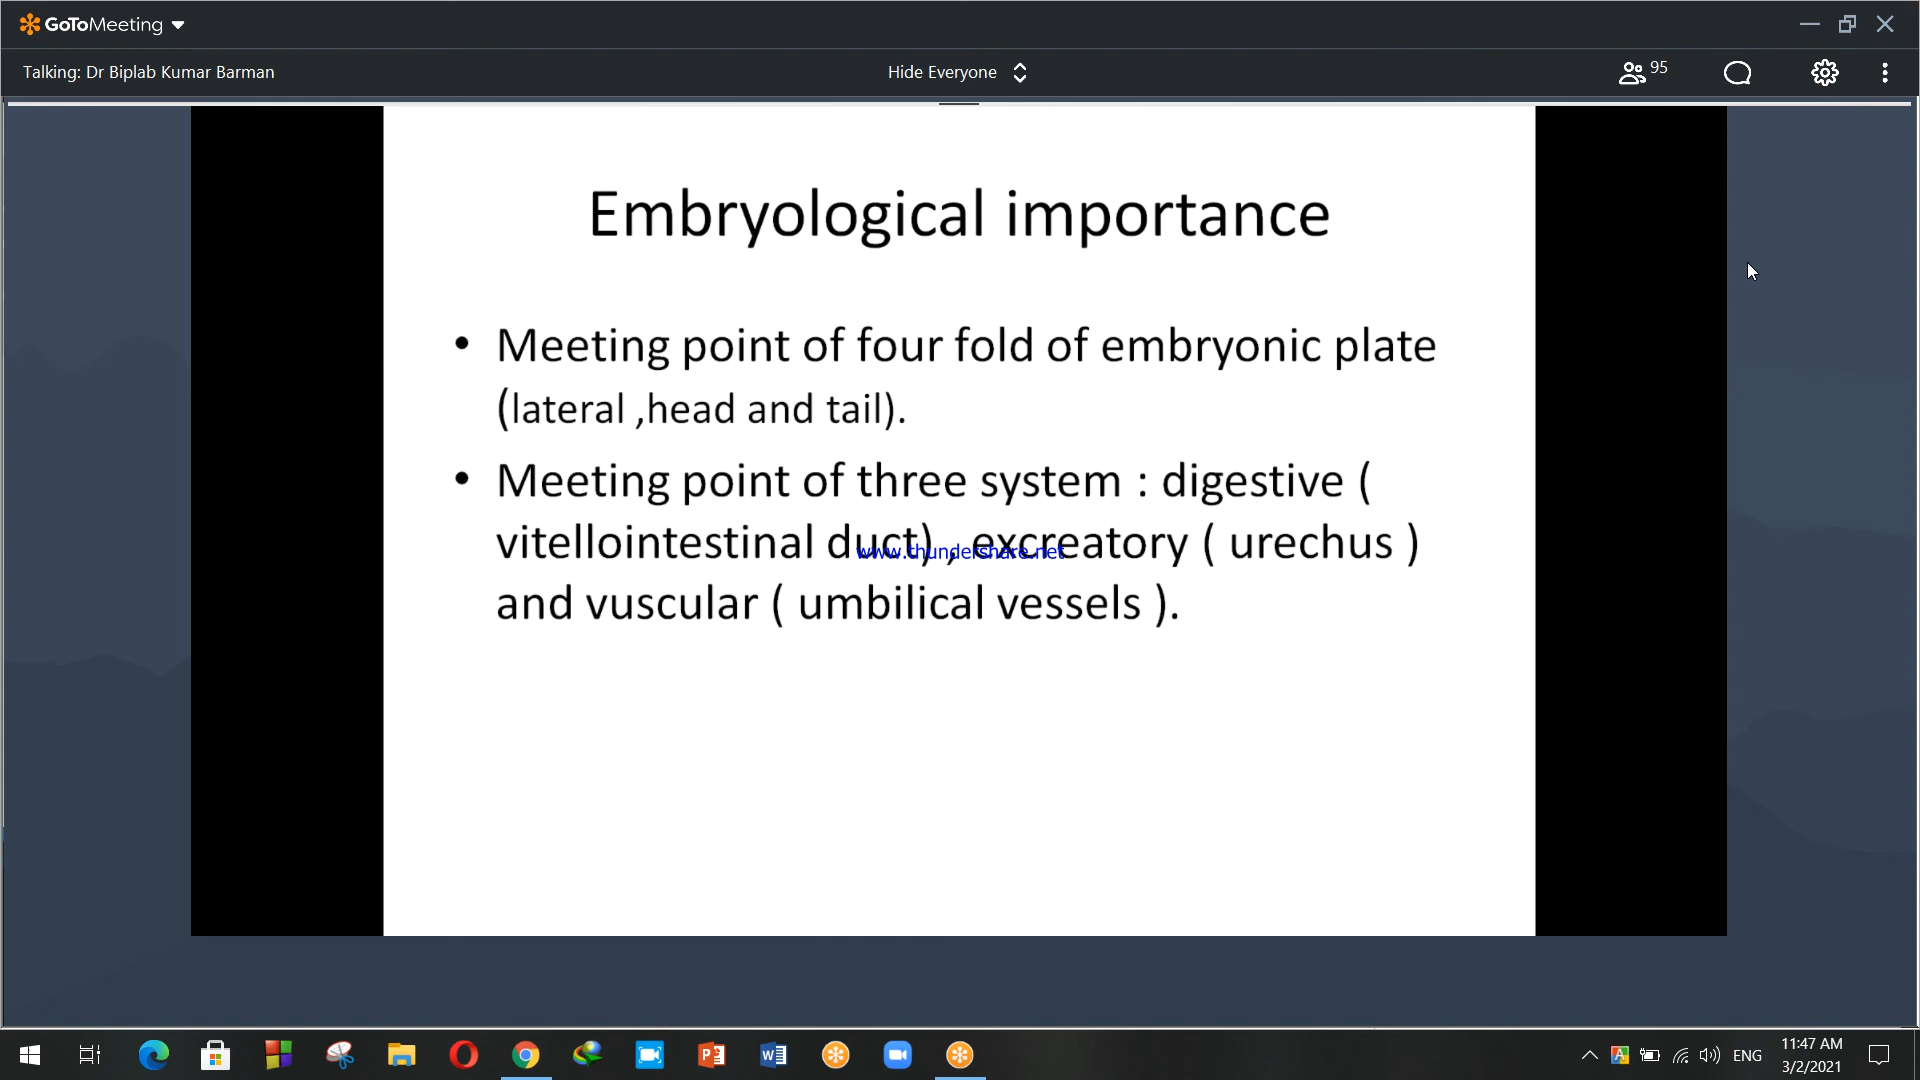 GoToMeeting
Talking: Dr Biplab Kumar Barman
Hide Everyone
95
Embryological importance
• Meeting point of four fold of embryonic plate
(lateral ,head and tail).
• Meeting point of three system : digestive (
vitellointestinal duct) , excreatory ( urechus )
www.thundershare.net
and vuscular ( umbilical vessels ).
ENG
11:47 AM
3/2/2021